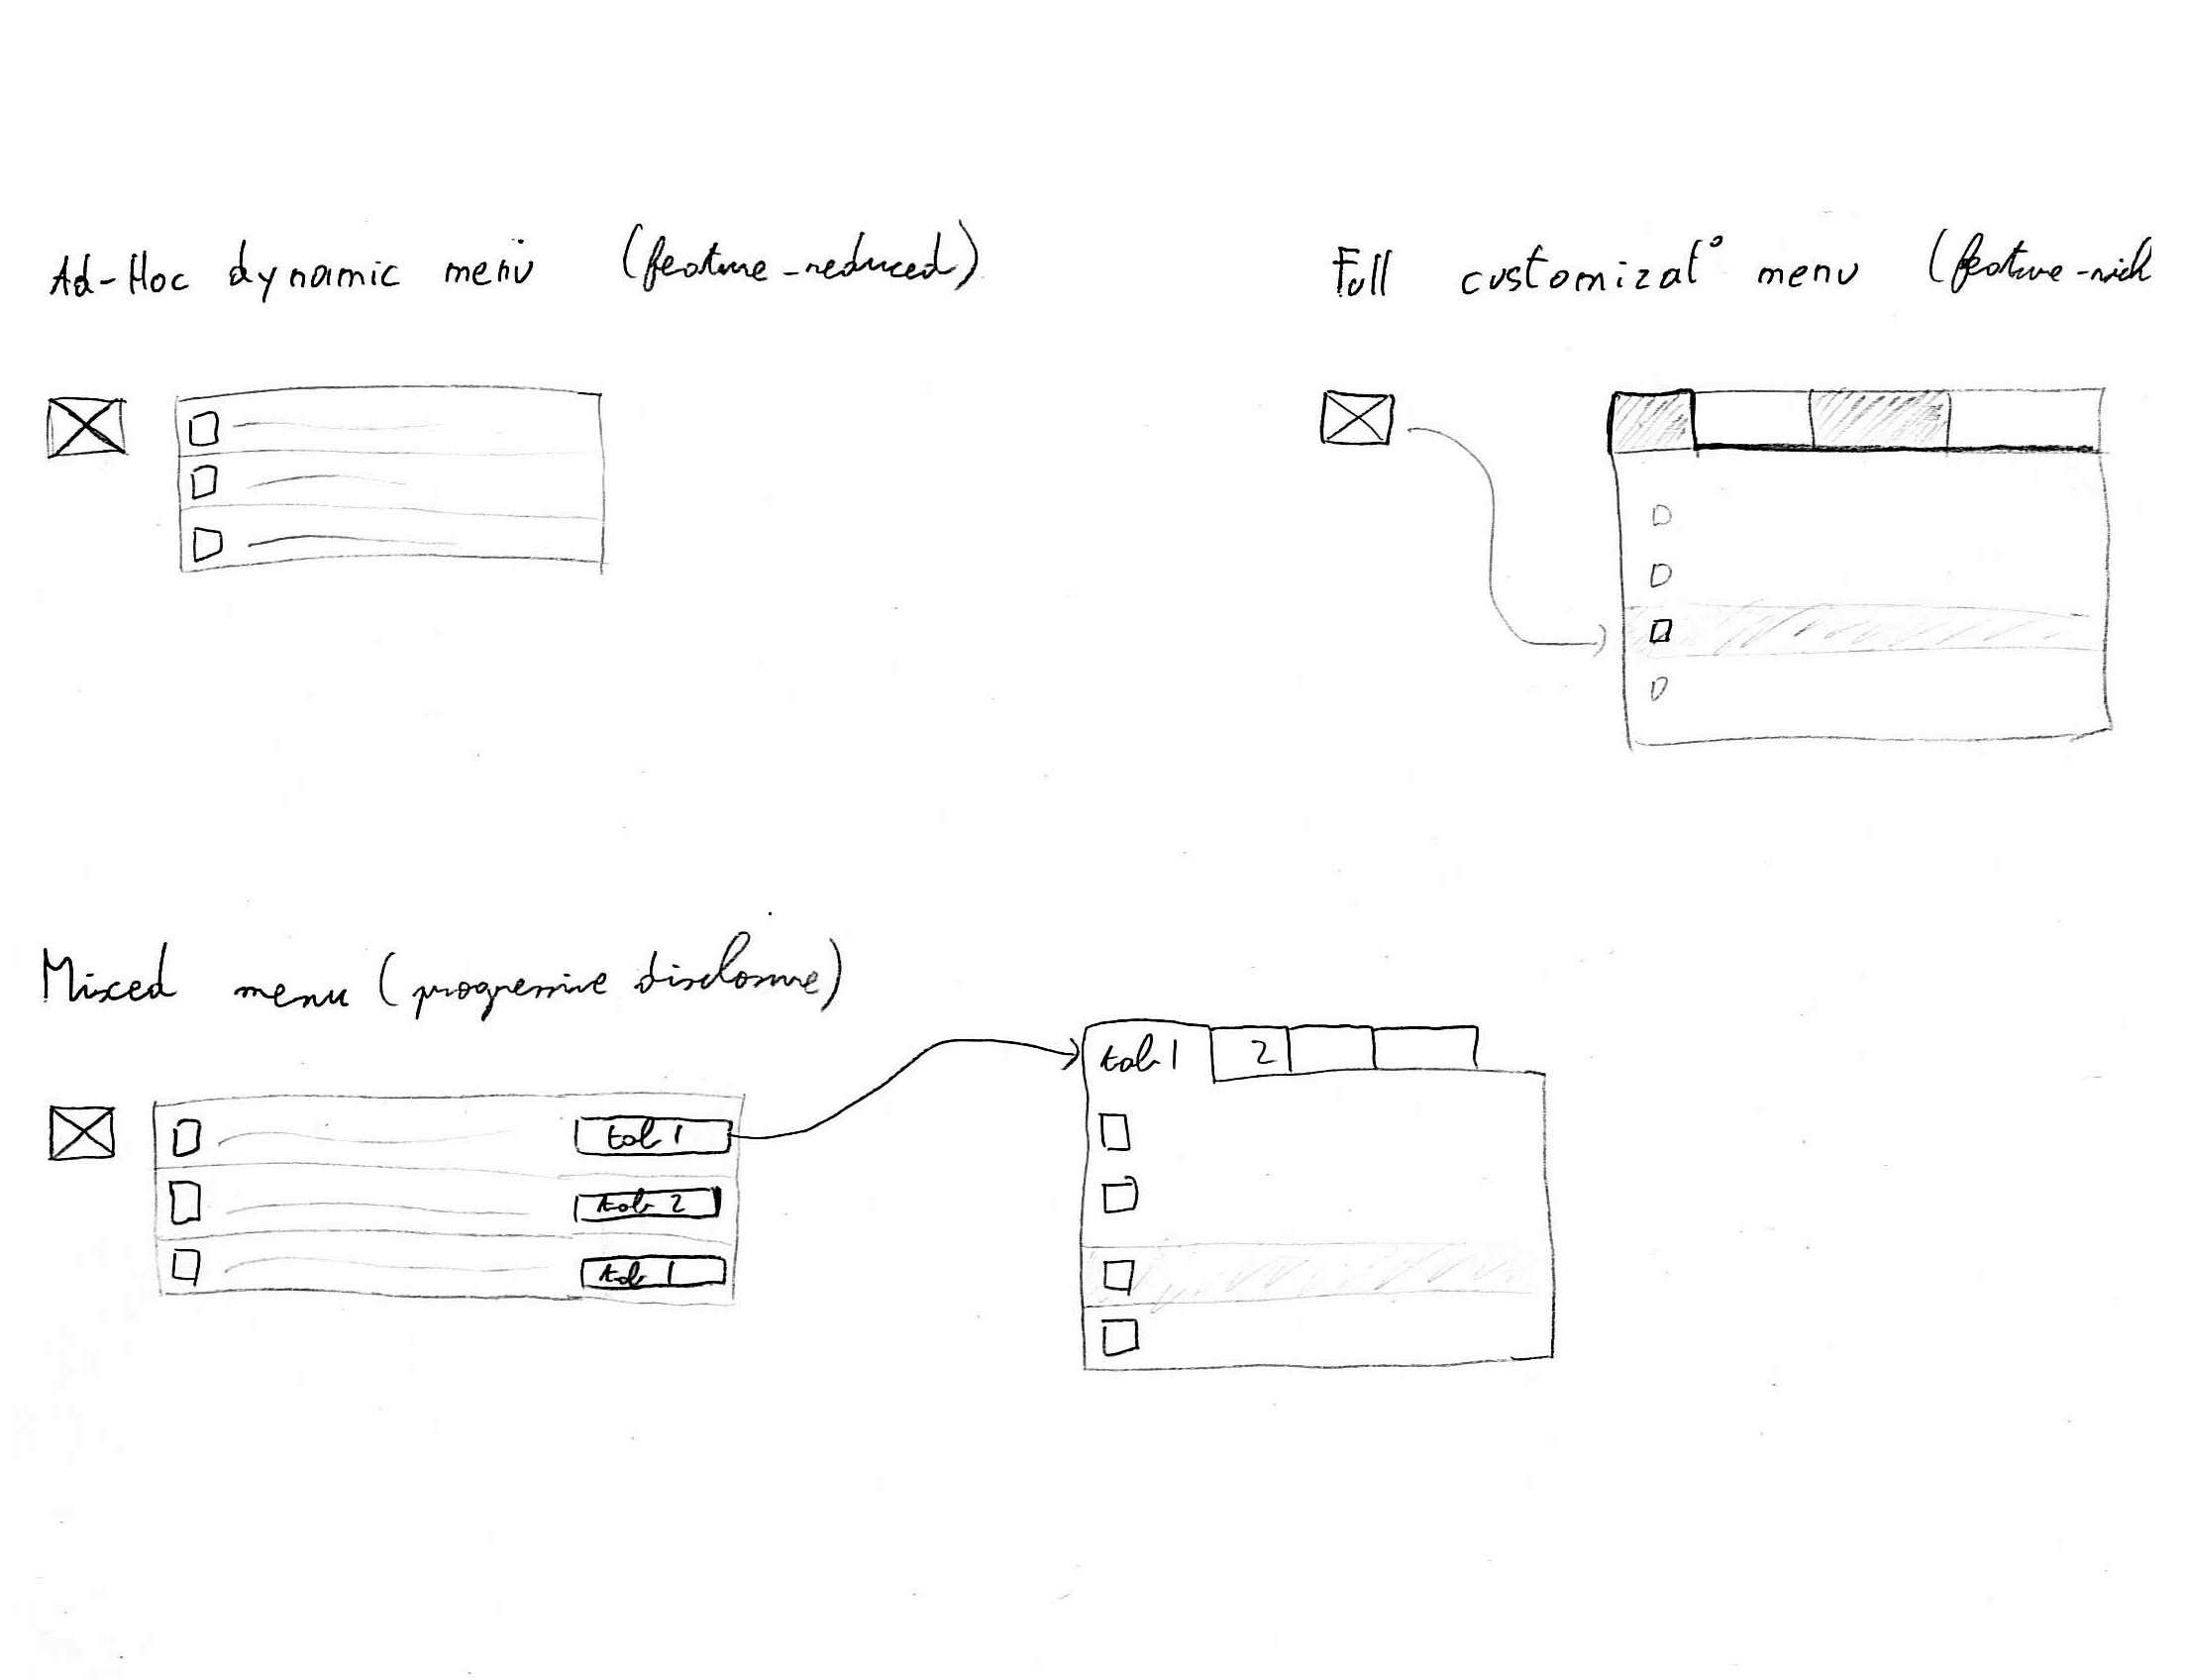 Ad-Hoc dynamic menu (feature-reduced)
Full customizat° menu (feature-rich
Mixed menu (progressive disclosure)
tab 1
tab 2
tab 1
tab 1 2